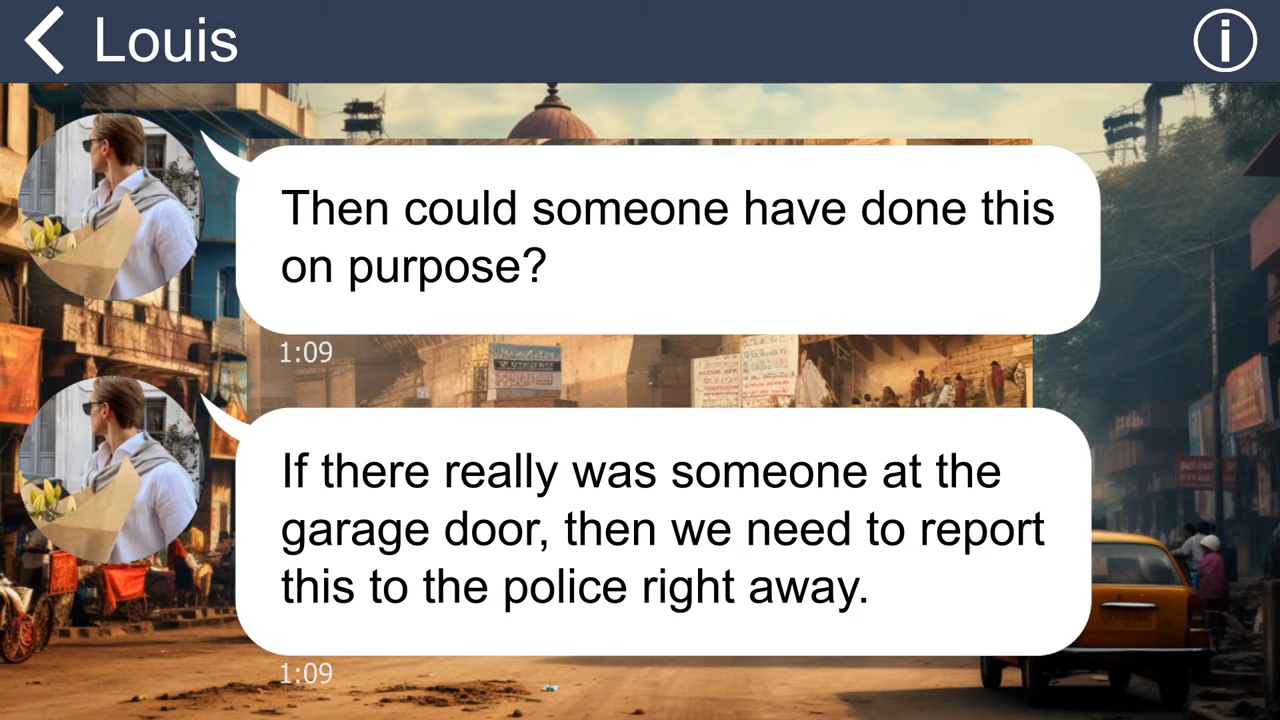 Louis
Then could someone have done this
on purpose?
1:09
If there really was someone at the
garage door, then we need to report
this to the police right away.
1:09